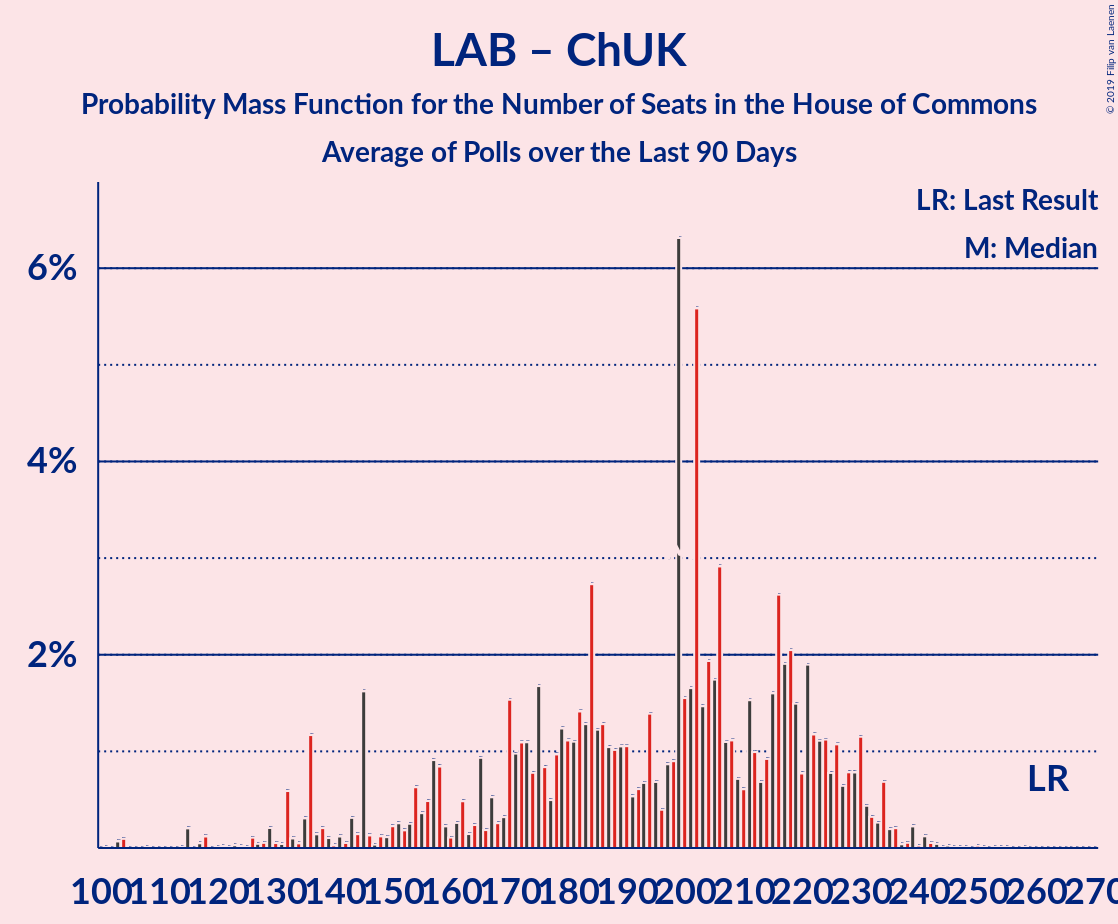 LAB – ChUK
Probability Mass Function for the Number of Seats in the House of Commons
Average of Polls over the Last 90 Days
© 2019 Filip van Laenen
LR: Last Result
M: Median
6%
4%
2%
LR
100 110 120 130 140 150 160 170 180 190 200 210 220 230 240 250 260 270